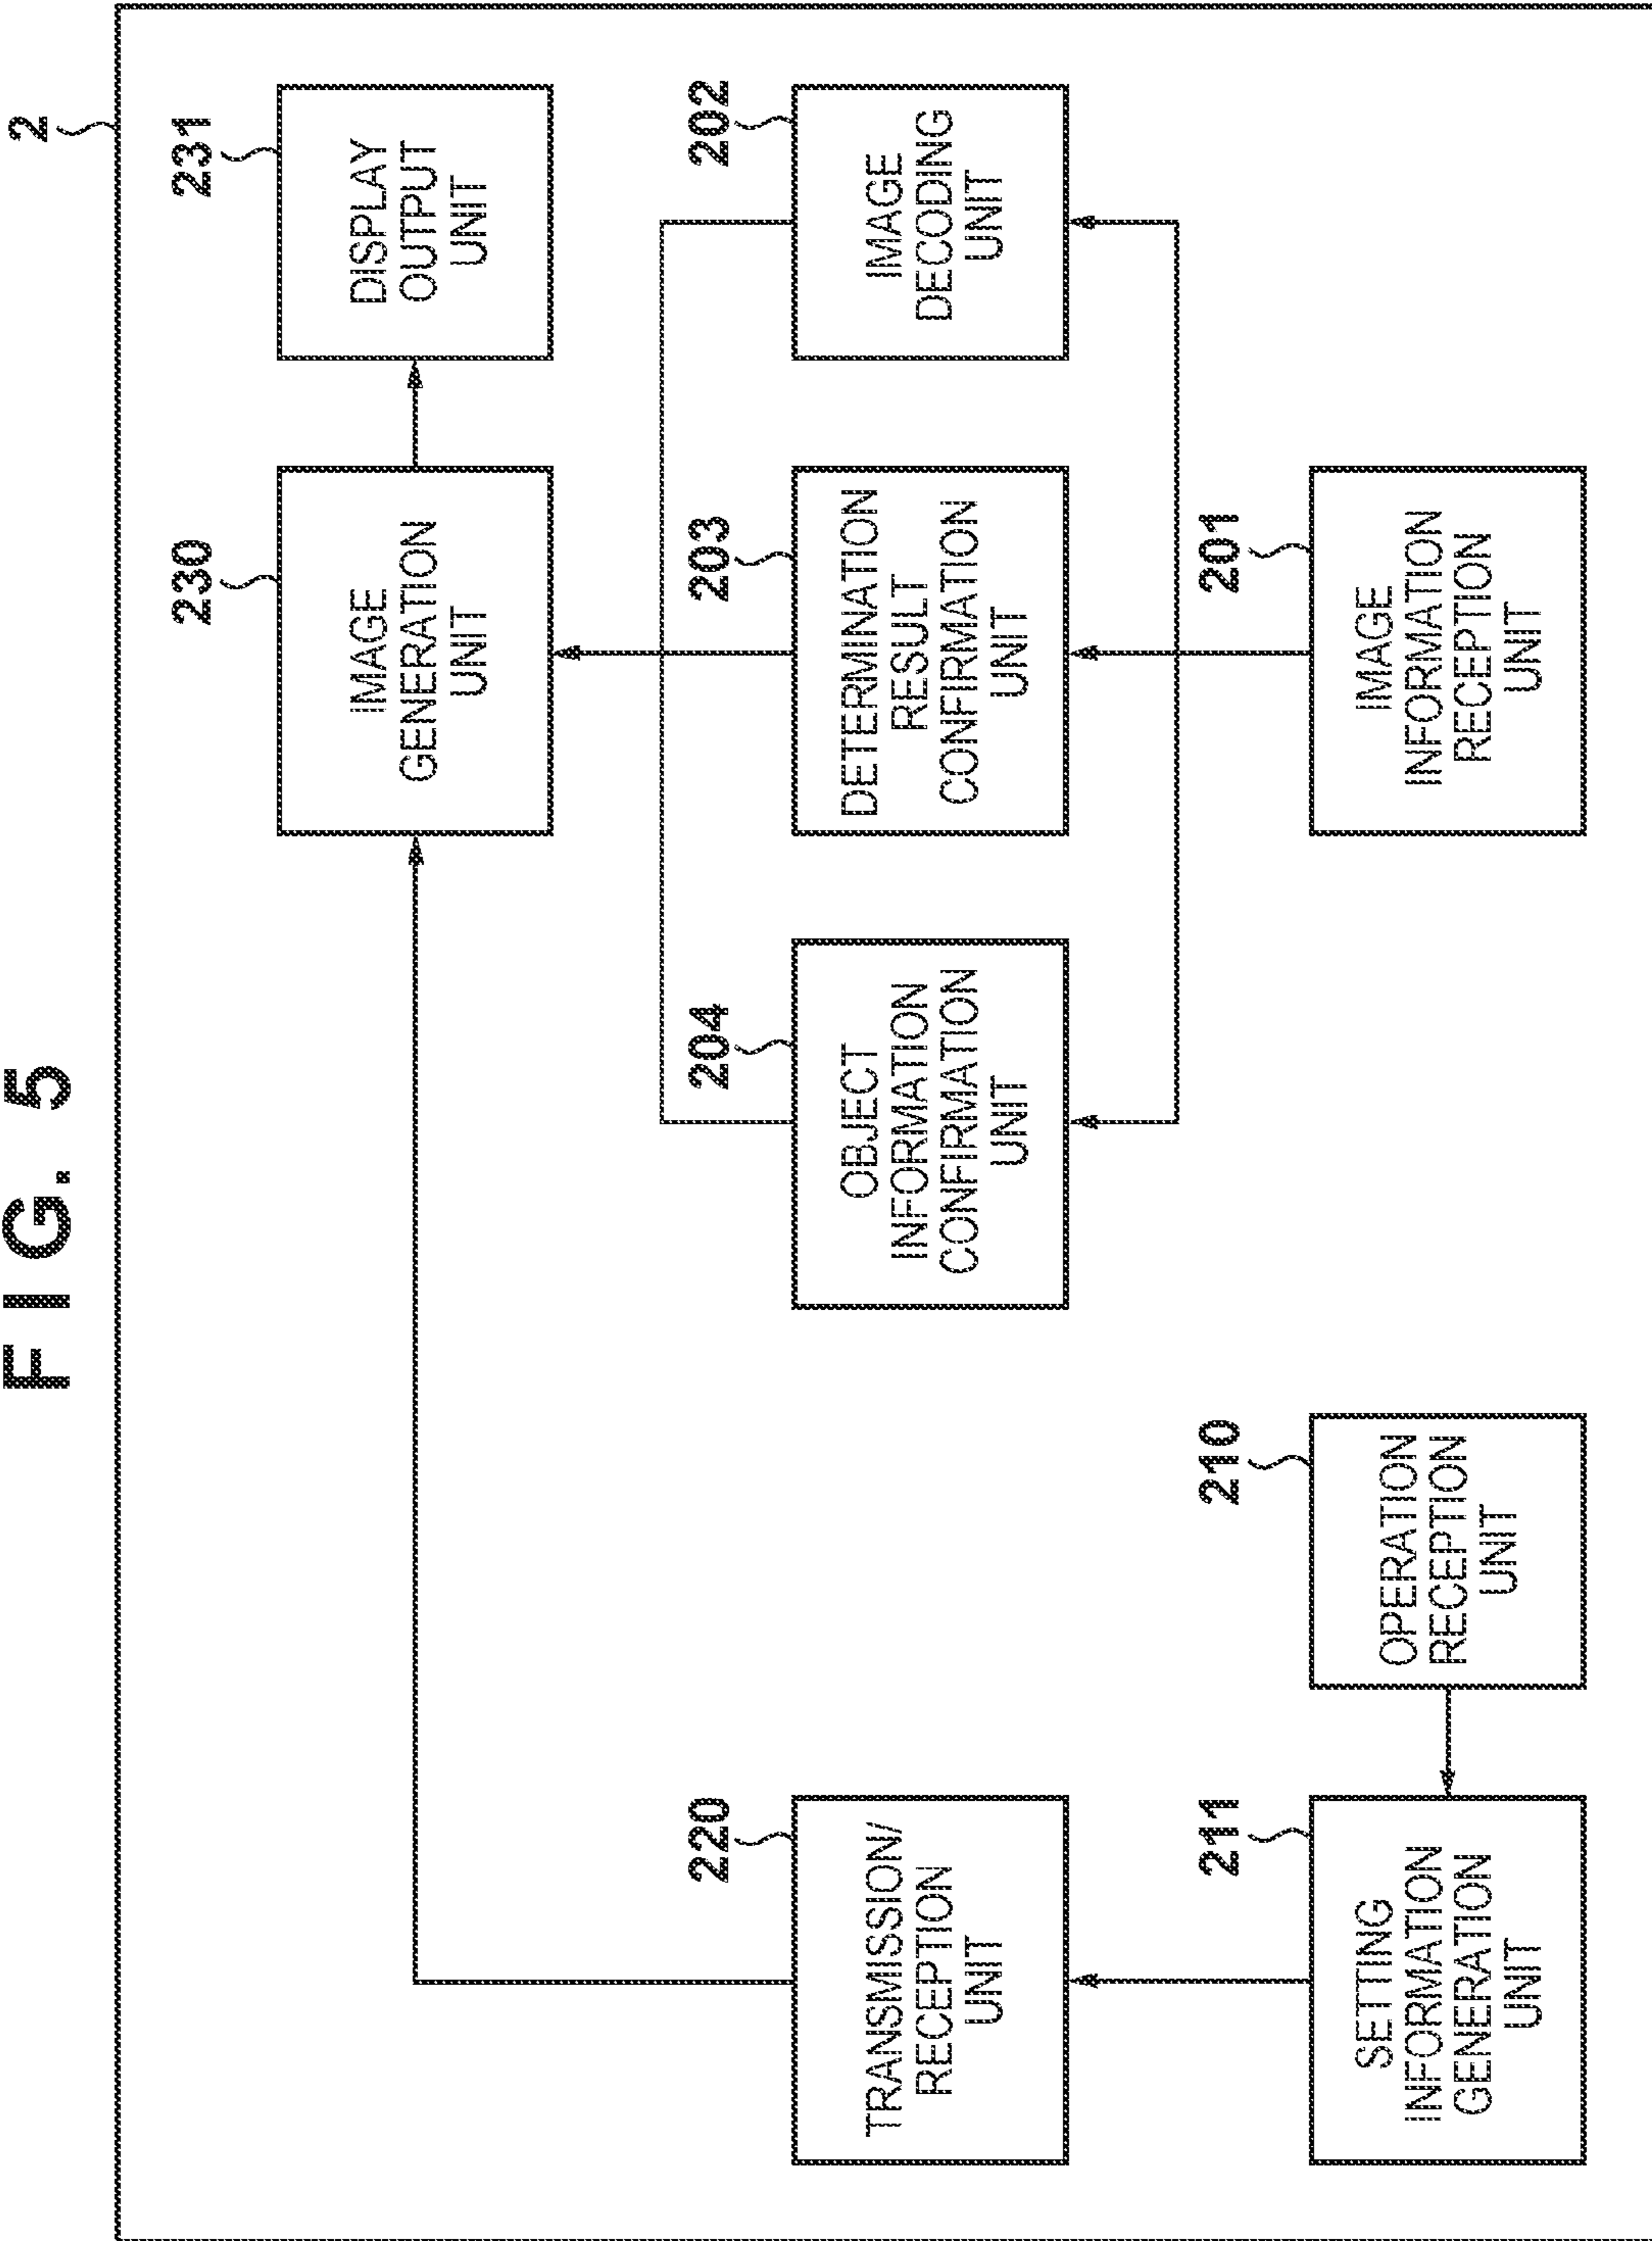 FIG. 5
2
230
IMAGE
GENERATION
UNIT
231
DISPLAY
OUTPUT
UNIT
220
TRANSMISSION/
RECEPTION
UNIT
204
OBJECT
INFORMATION
CONFIRMATION
UNIT
203
DETERMINATION
RESULT
CONFIRMATION
UNIT
202
IMAGE
DECODING
UNIT
211
SETTING
INFORMATION
GENERATION
UNIT
210
OPERATION
RECEPTION
UNIT
201
IMAGE
INFORMATION
RECEPTION
UNIT